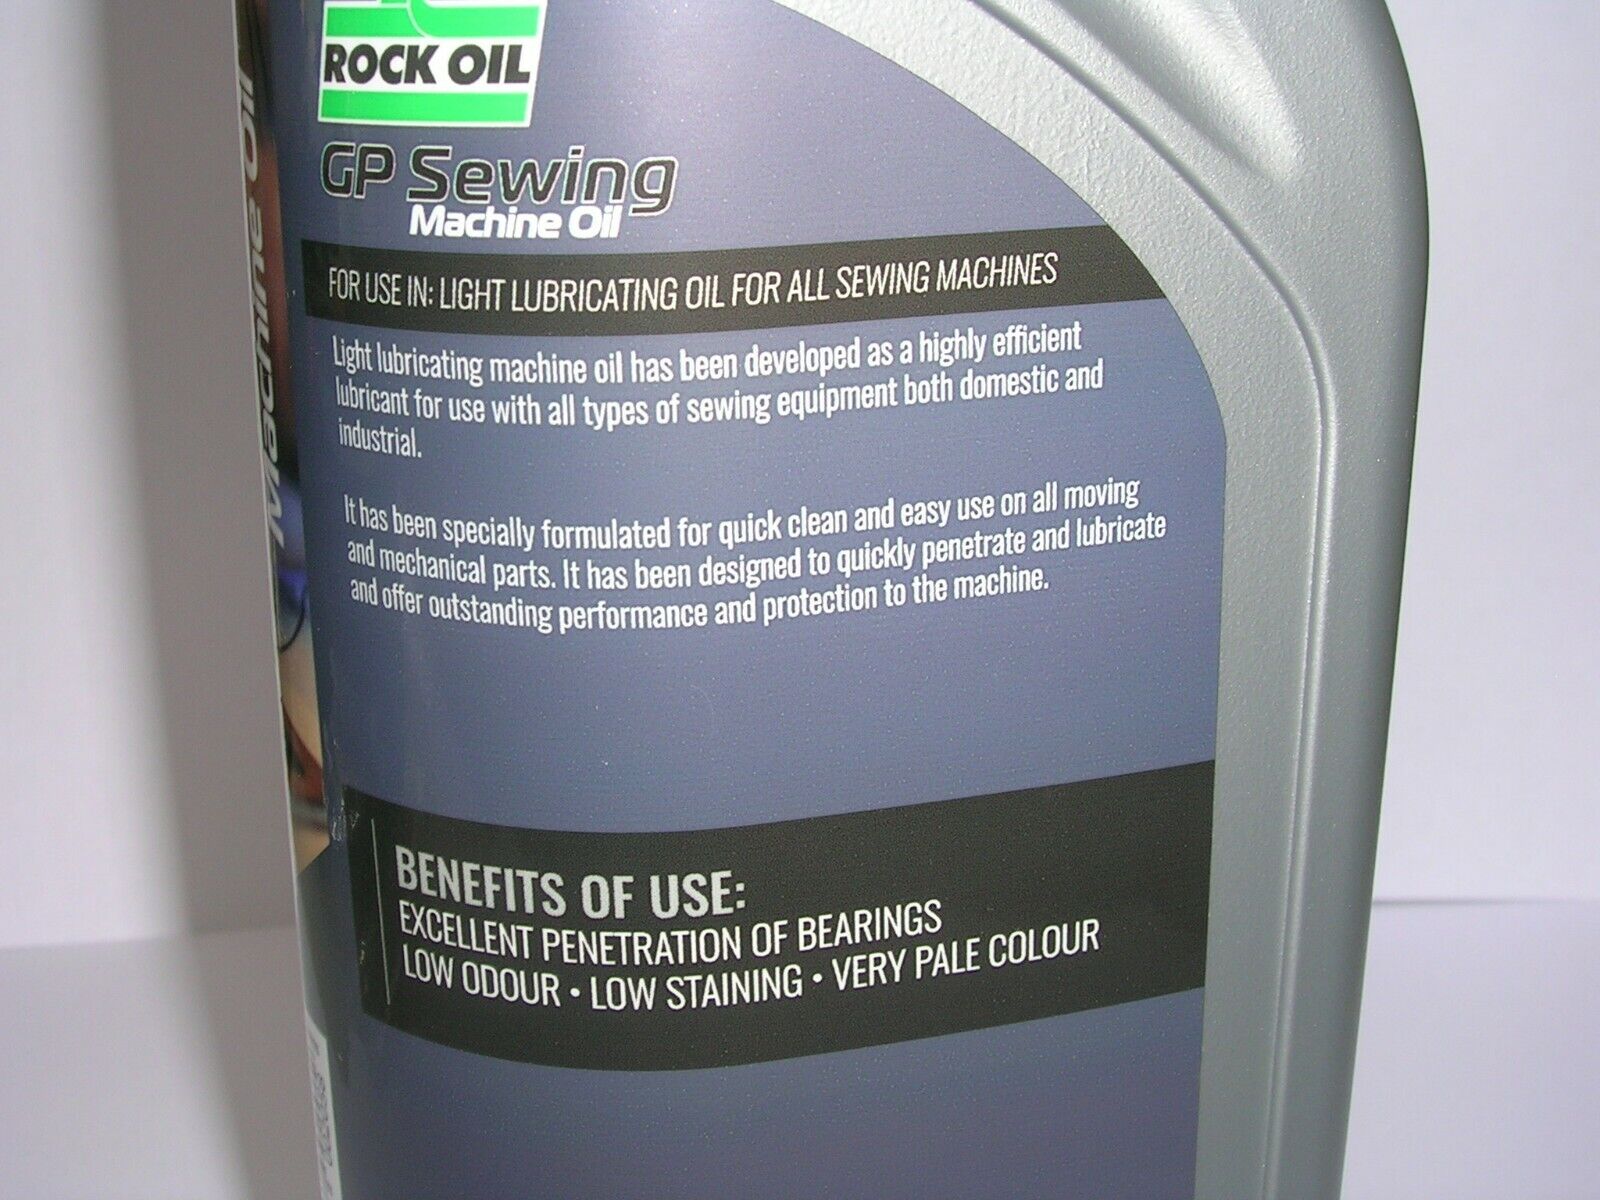 ROCK OIL
GP Sewing
Machine Oil
FOR USE IN: LIGHT LUBRICATING OIL FOR ALL SEWING MACHINES
Light lubricating machine oil has been developed as a highly efficient
lubricant for use with all types of sewing equipment both domestic and
industrial.
It has been specially formulated for quick clean and easy use on all moving
and mechanical parts. It has been designed to quickly penetrate and lubricate
and offer outstanding performance and protection to the machine.
BENEFITS OF USE:
EXCELLENT PENETRATION OF BEARINGS
LOW ODOUR • LOW STAINING • VERY PALE COLOUR
Machine Oil